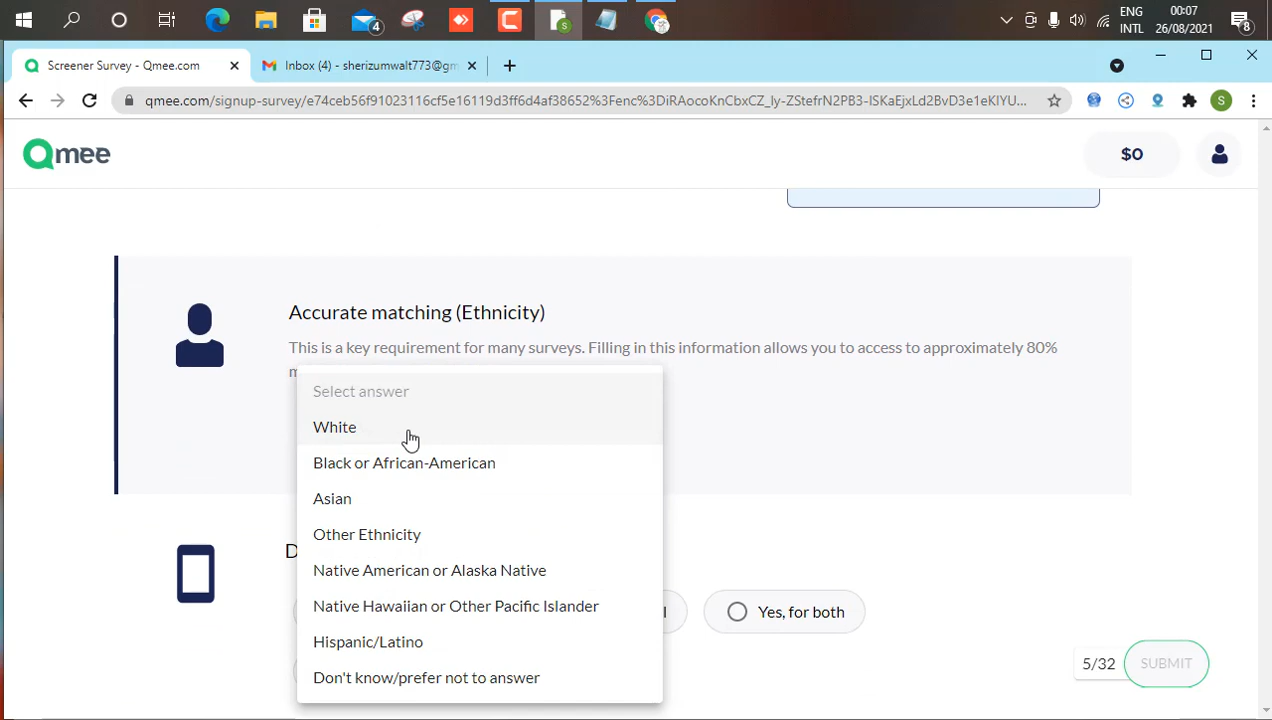 4
ENG
INTL
00:07
26/08/2021
8
Screener Survey - Qmee.com
Inbox (4) - sherizumwalt773@gm
qmee.com/signup-survey/e74ceb56f91023116cf5e16119d3ff6d4af38652%3Fenc%3DiRAocoKnCbxCZ_ly-ZStefrN2PB3-ISKaEjxLd2BvD3e1eKIYU...
S
Qmee
$0
Accurate matching (Ethnicity)
This is a key requirement for many surveys. Filling in this information allows you to access to approximately 80%
Select answer
White
Black or African-American
Asian
Other Ethnicity
Native American or Alaska Native
Native Hawaiian or Other Pacific Islander
Yes, for both
Hispanic/Latino
Don't know/prefer not to answer
5/32
SUBMIT